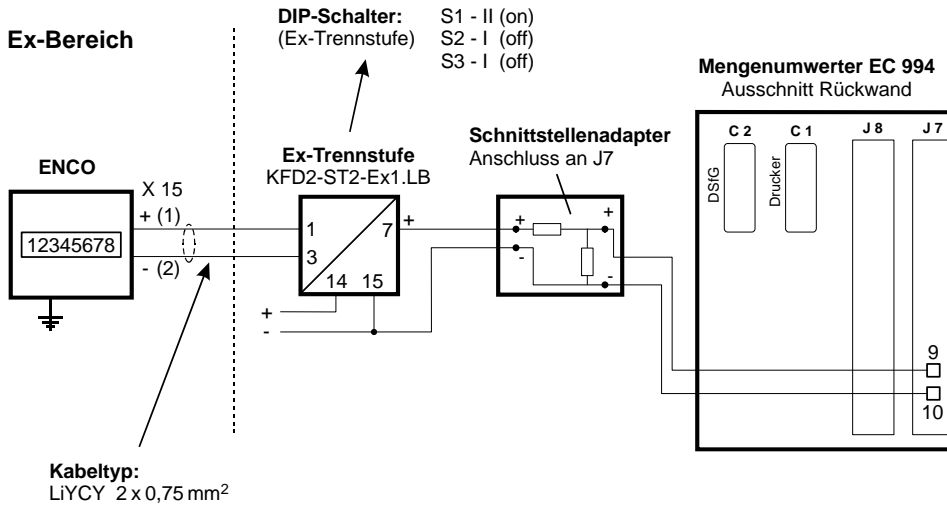 DIP-Schalter: S1 - II (on)
(Ex-Trennstufe) S2 - I (off)
S3 - I (off)
Ex-Bereich
Mengenumwerter EC 994
Ausschnitt Rückwand
C 2 C 1 J 8 J 7
DSfG
Drucker
Schnittstellenadapter
Anschluss an J7
Ex-Trennstufe
KFD2-ST2-Ex1.LB
ENCO
X 15
+ (1)
12345678
- (2)
1 7 +
3
14 15
+
-
+ +
- -
9
10
Kabeltyp:
LiYCY 2 x 0,75 mm²